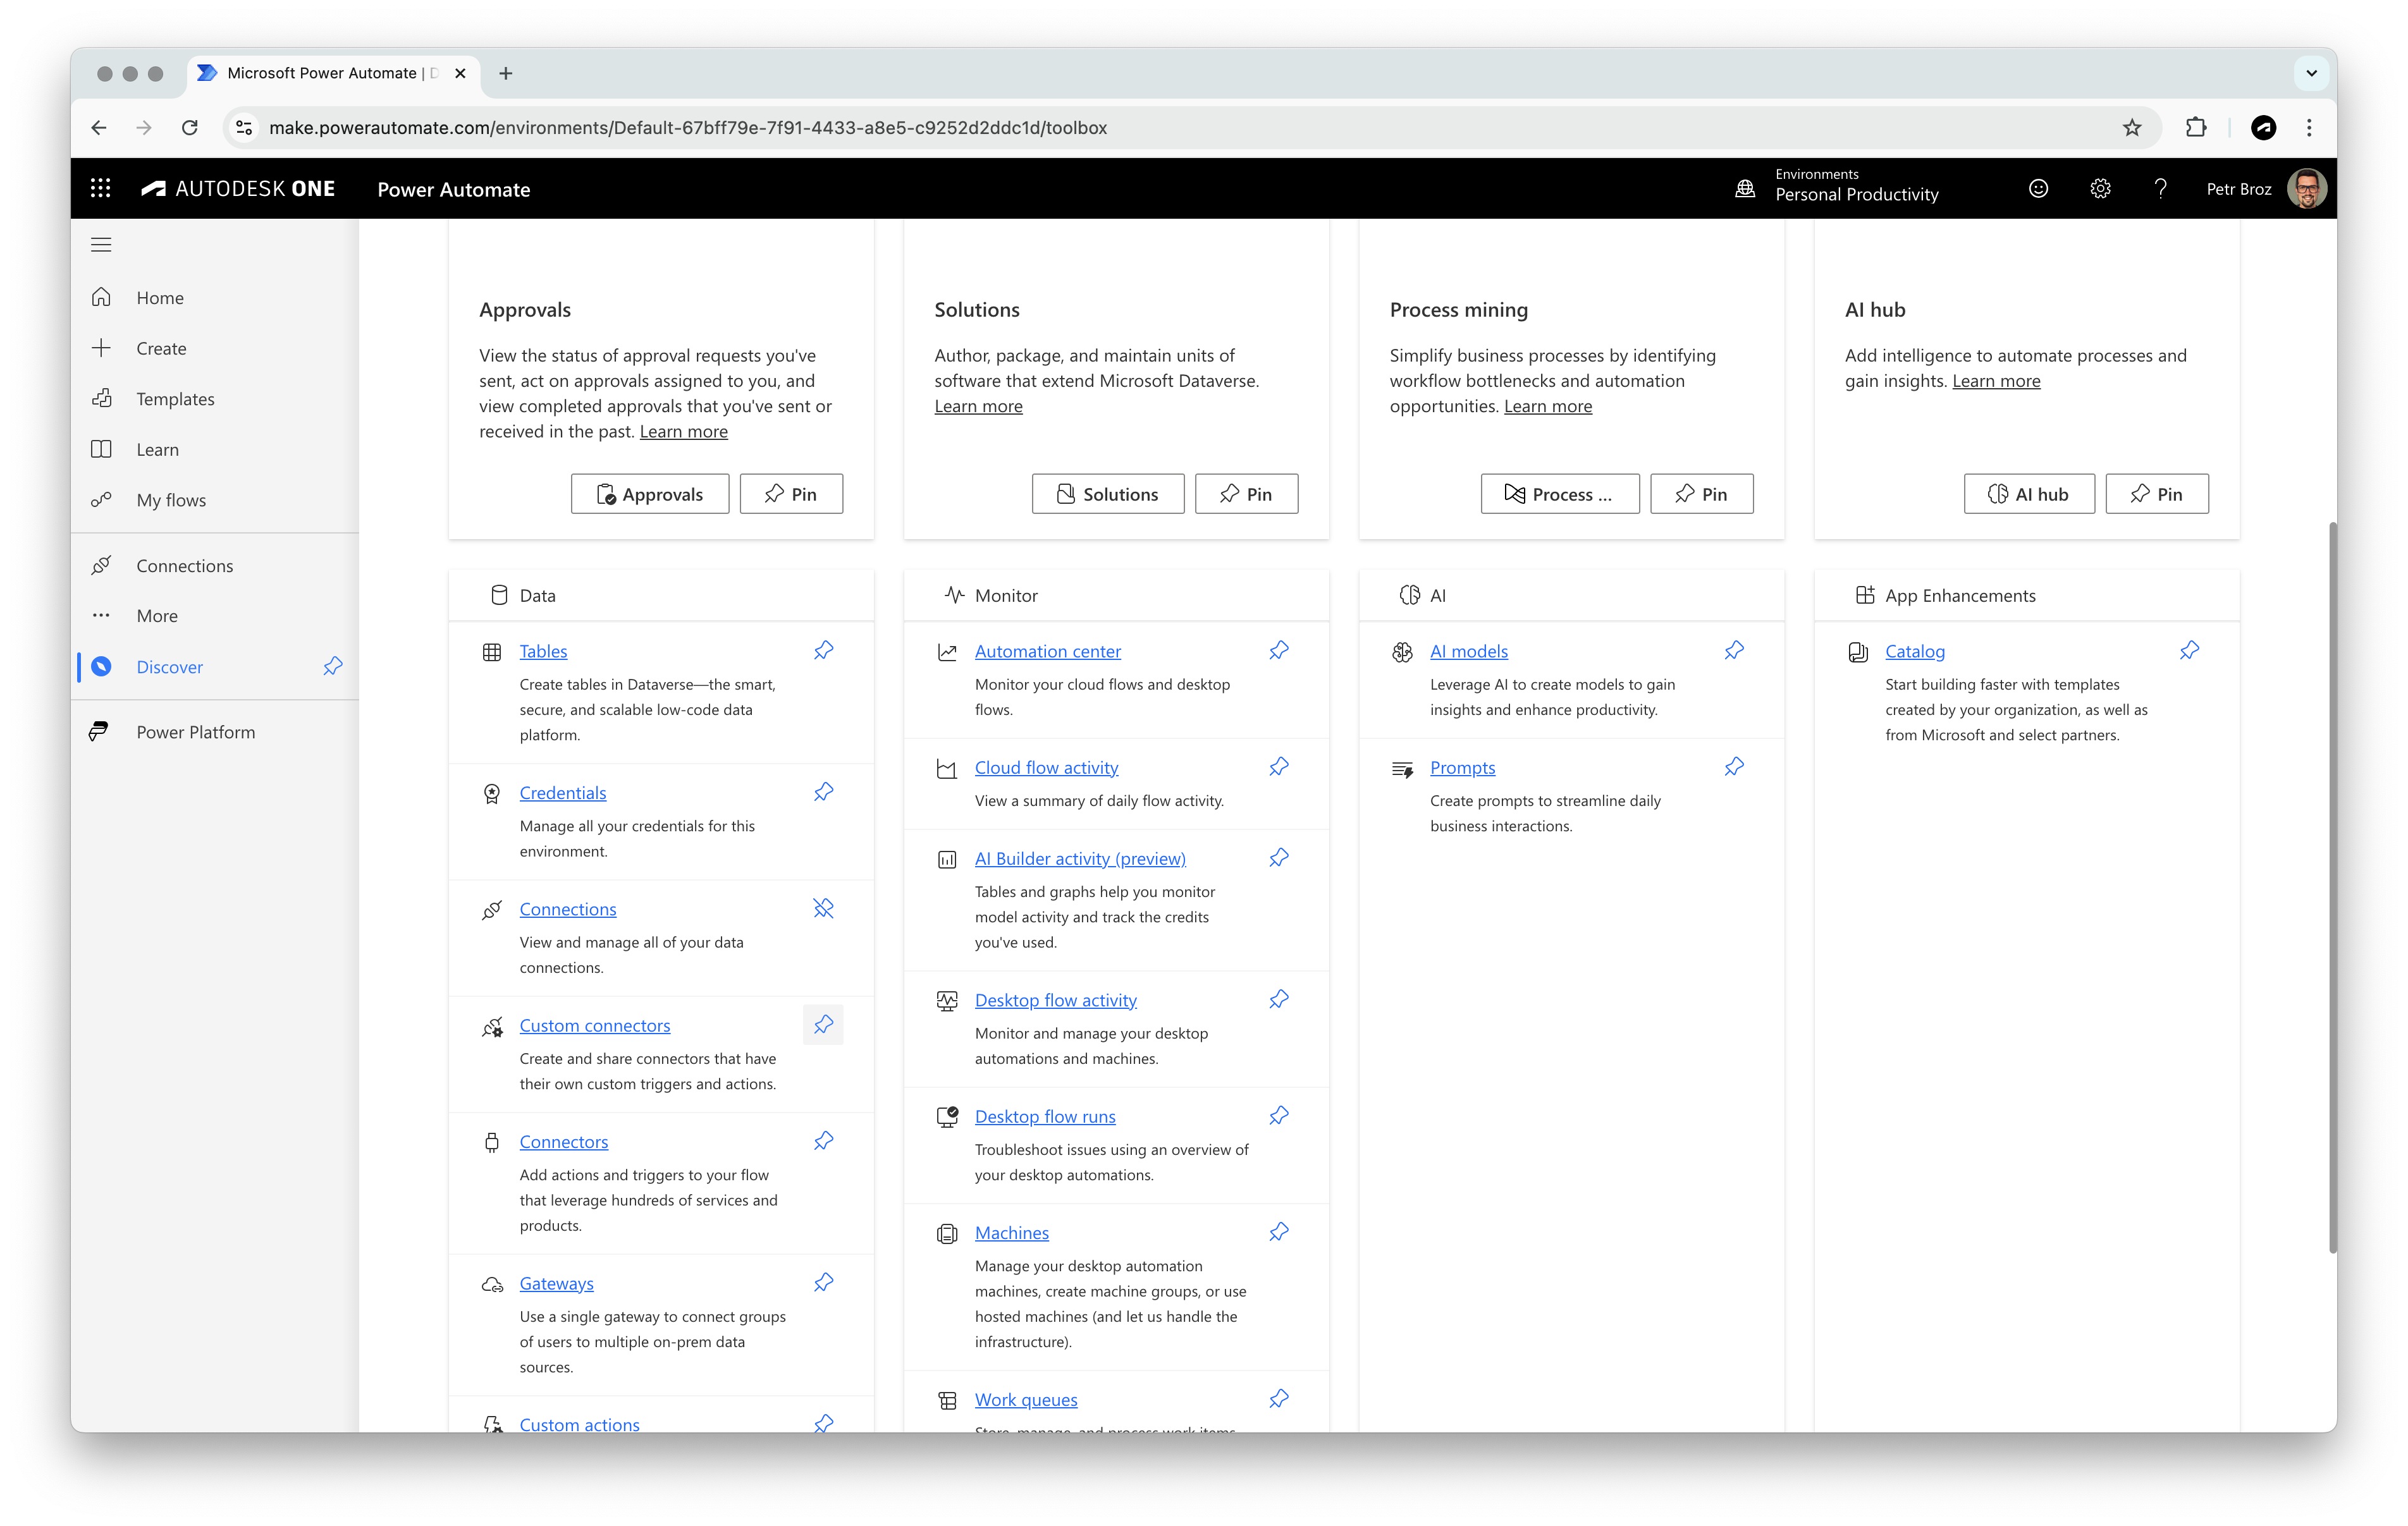 Microsoft Power Automate | D
make.powerautomate.com/environments/Default-67bff79e-7f91-4433-a8e5-c9252d2ddc1d/toolbox
AUTODESK ONE
Power Automate
Environments
Personal Productivity
Petr Broz
Home
Create
Templates
Learn
My flows
Connections
More
Discover
Power Platform
Approvals
View the status of approval requests you've
sent, act on approvals assigned to you, and
view completed approvals that you've sent or
received in the past. Learn more
Approvals
Pin
Solutions
Author, package, and maintain units of
software that extend Microsoft Dataverse.
Learn more
Solutions
Pin
Process mining
Simplify business processes by identifying
workflow bottlenecks and automation
opportunities. Learn more
Process ...
Pin
AI hub
Add intelligence to automate processes and
gain insights. Learn more
AI hub
Pin
Data
Tables
Create tables in Dataverse—the smart,
secure, and scalable low-code data
platform.
Credentials
Manage all your credentials for this
environment.
Connections
View and manage all of your data
connections.
Custom connectors
Create and share connectors that have
their own custom triggers and actions.
Connectors
Add actions and triggers to your flow
that leverage hundreds of services and
products.
Gateways
Use a single gateway to connect groups
of users to multiple on-prem data
sources.
Custom actions
Monitor
Automation center
Monitor your cloud flows and desktop
flows.
Cloud flow activity
View a summary of daily flow activity.
AI Builder activity (preview)
Tables and graphs help you monitor
model activity and track the credits
you've used.
Desktop flow activity
Monitor and manage your desktop
automations and machines.
Desktop flow runs
Troubleshoot issues using an overview of
your desktop automations.
Machines
Manage your desktop automation
machines, create machine groups, or use
hosted machines (and let us handle the
infrastructure).
Work queues
Store, manage, and process work items
AI
AI models
Leverage AI to create models to gain
insights and enhance productivity.
Prompts
Create prompts to streamline daily
business interactions.
App Enhancements
Catalog
Start building faster with templates
created by your organization, as well as
from Microsoft and select partners.